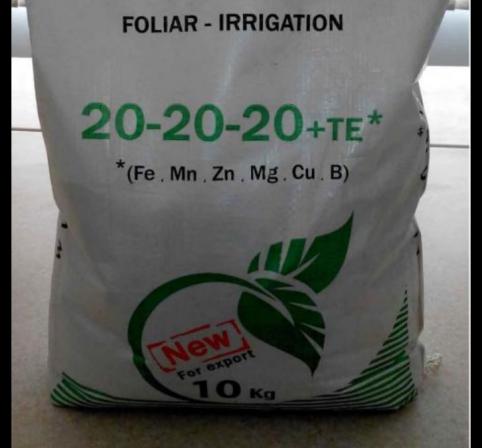 FOLIAR - IRRIGATION
20-20-20+TE*
*(Fe . Mn . Zn . Mg . Cu . B)
New
For export
10 Kg